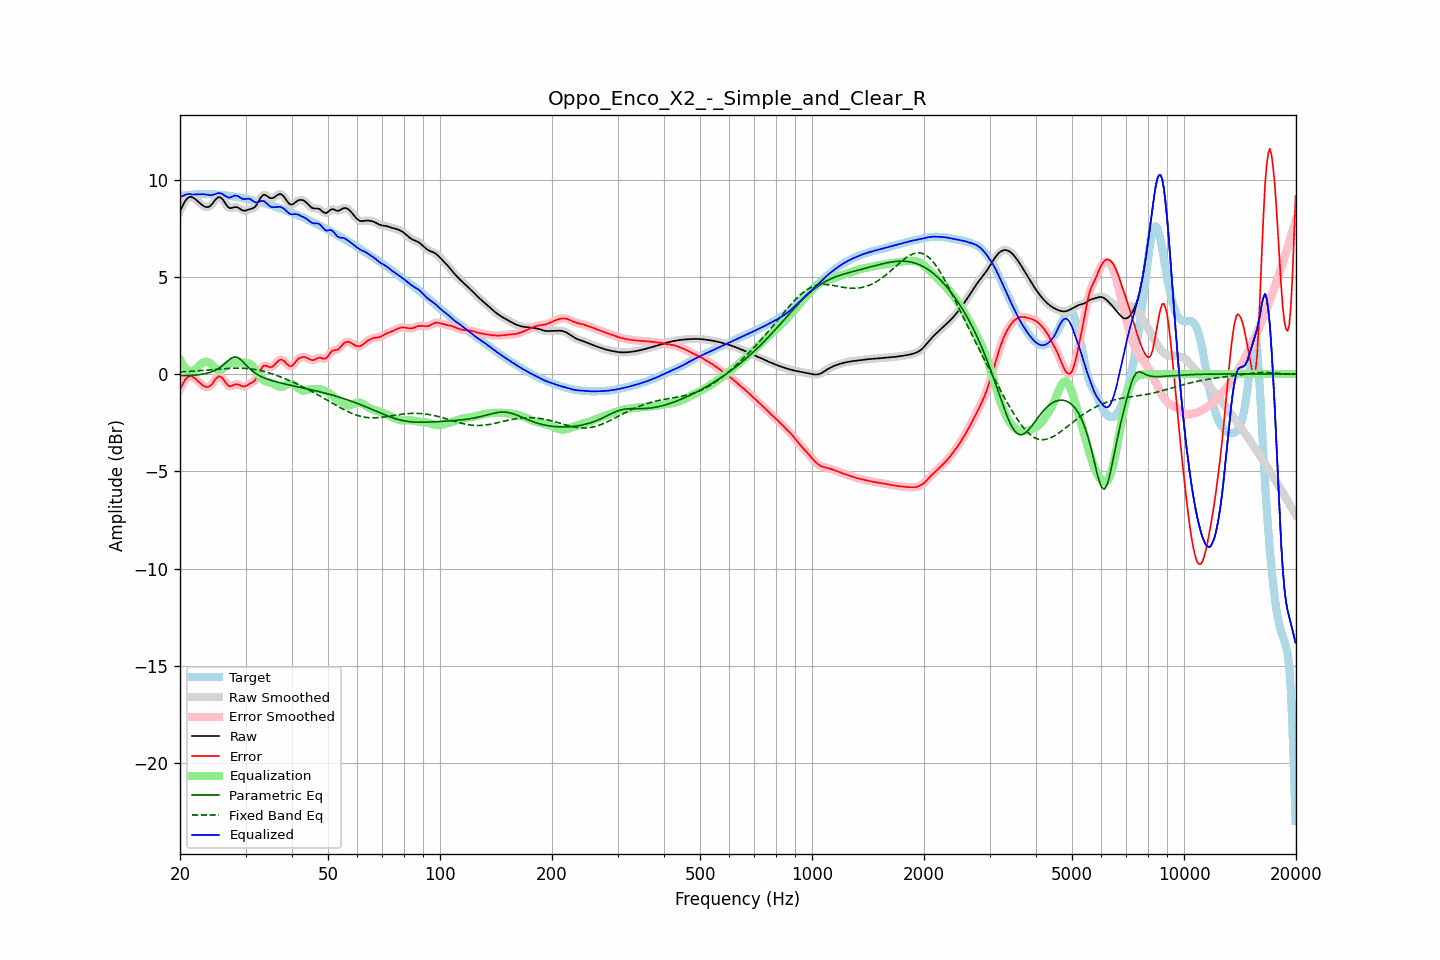 Oppo_Enco_X2_-_Simple_and_Clear_R
Amplitude (dBr)
10
5
0
−5
−10
−15
−20
Target
Raw Smoothed
Error Smoothed
Raw
Error
Equalization
Parametric Eq
Fixed Band Eq
Equalized
20 50 100 200 500 1000 2000 5000 10000 20000
Frequency (Hz)